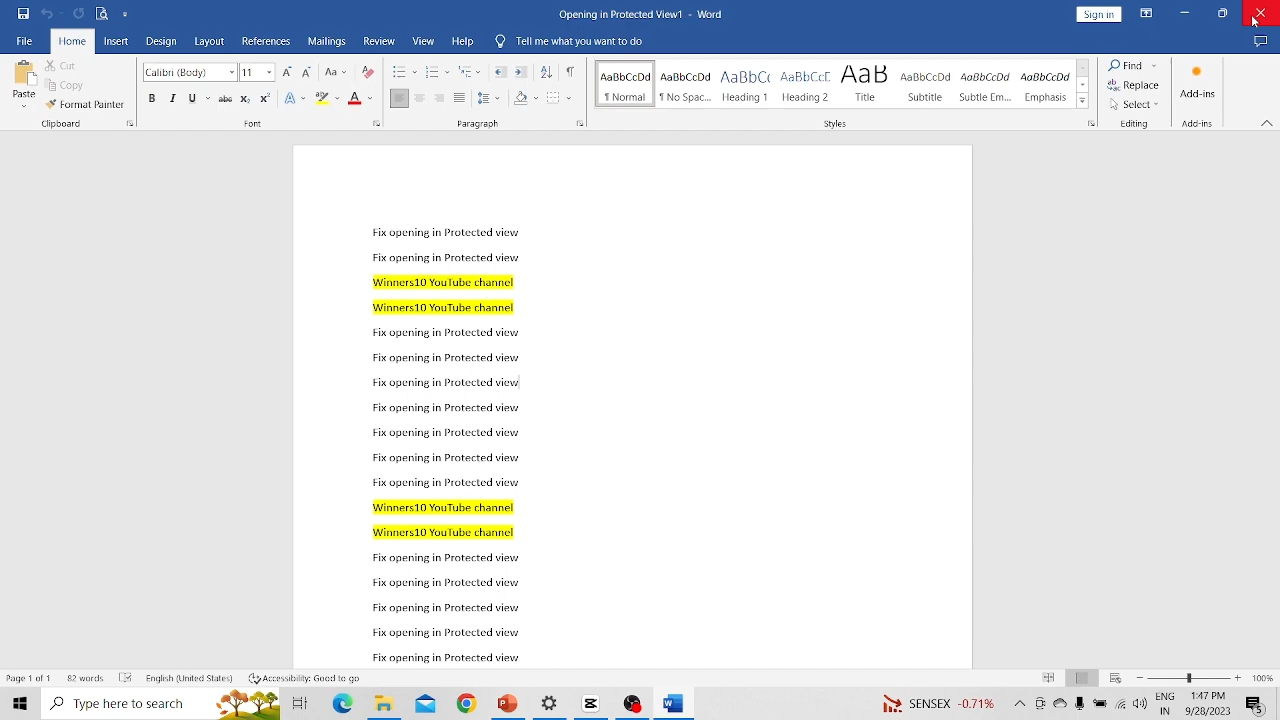 Opening in Protected View1 - Word
Sign in
File Home Insert Design Layout References Mailings Review View Help Tell me what you want to do
Paste
Cut
Copy
Format Painter
Clipboard
Calibri (Body) 11
Font
Paragraph
AaBbCcDd AaBbCcDd AaBbC( AaBbCcE AaB AaBbCcDd AaBbCcDd AaBbCcDd
¶ Normal ¶ No Spac... Heading 1 Heading 2 Title Subtitle Subtle Em... Emphasis
Styles
Find
Replace
Select
Editing
Add-ins
Add-ins
Fix opening in Protected view
Fix opening in Protected view
Winners10 YouTube channel
Winners10 YouTube channel
Fix opening in Protected view
Fix opening in Protected view
Fix opening in Protected view
Fix opening in Protected view
Fix opening in Protected view
Fix opening in Protected view
Fix opening in Protected view
Winners10 YouTube channel
Winners10 YouTube channel
Fix opening in Protected view
Fix opening in Protected view
Fix opening in Protected view
Fix opening in Protected view
Fix opening in Protected view
Page 1 of 1 82 words English (United States) Accessibility: Good to go 100%
Type here to search
SENSEX -0.71%
ENG
IN
1:47 PM
9/28/2023
5